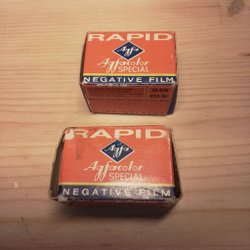 RAPID
Agfa
Agfacolor
SPECIAL
NEGATIVE FILM
RAPID
Agfa
Agfacolor
SPECIAL
NEGATIVE FILM